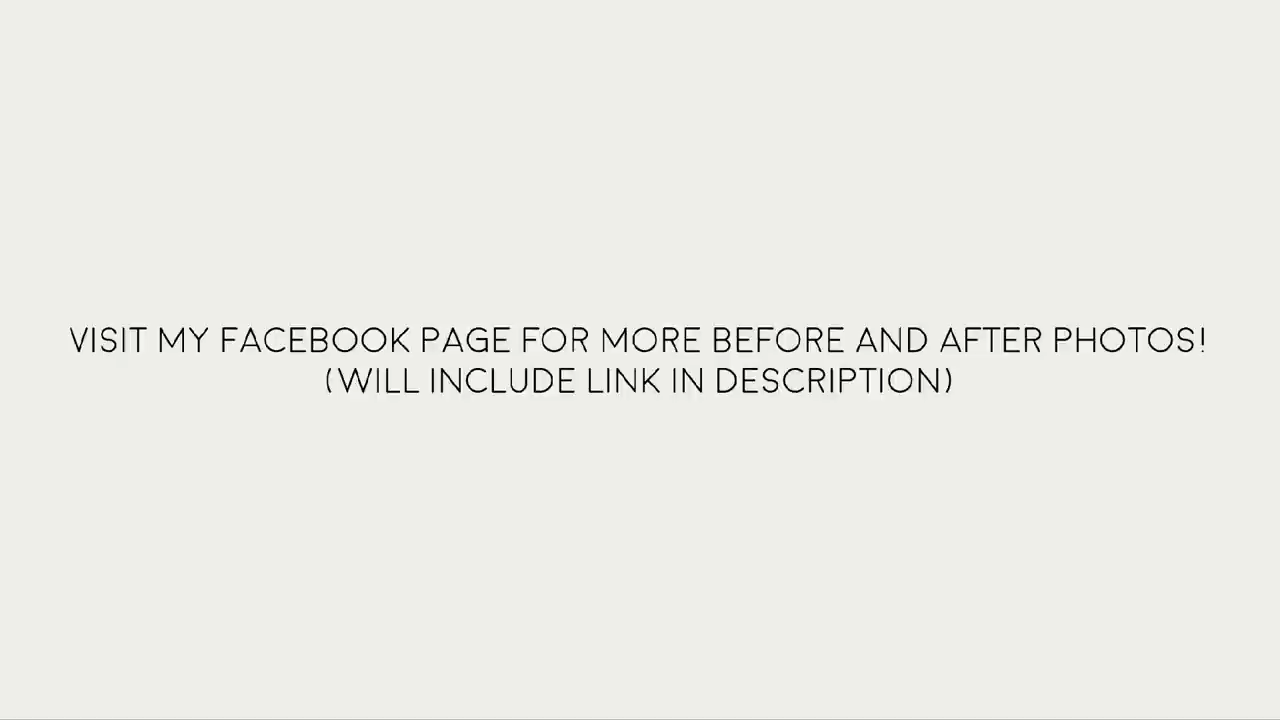 VISIT MY FACEBOOK PAGE FOR MORE BEFORE AND AFTER PHOTOS!
(WILL INCLUDE LINK IN DESCRIPTION)